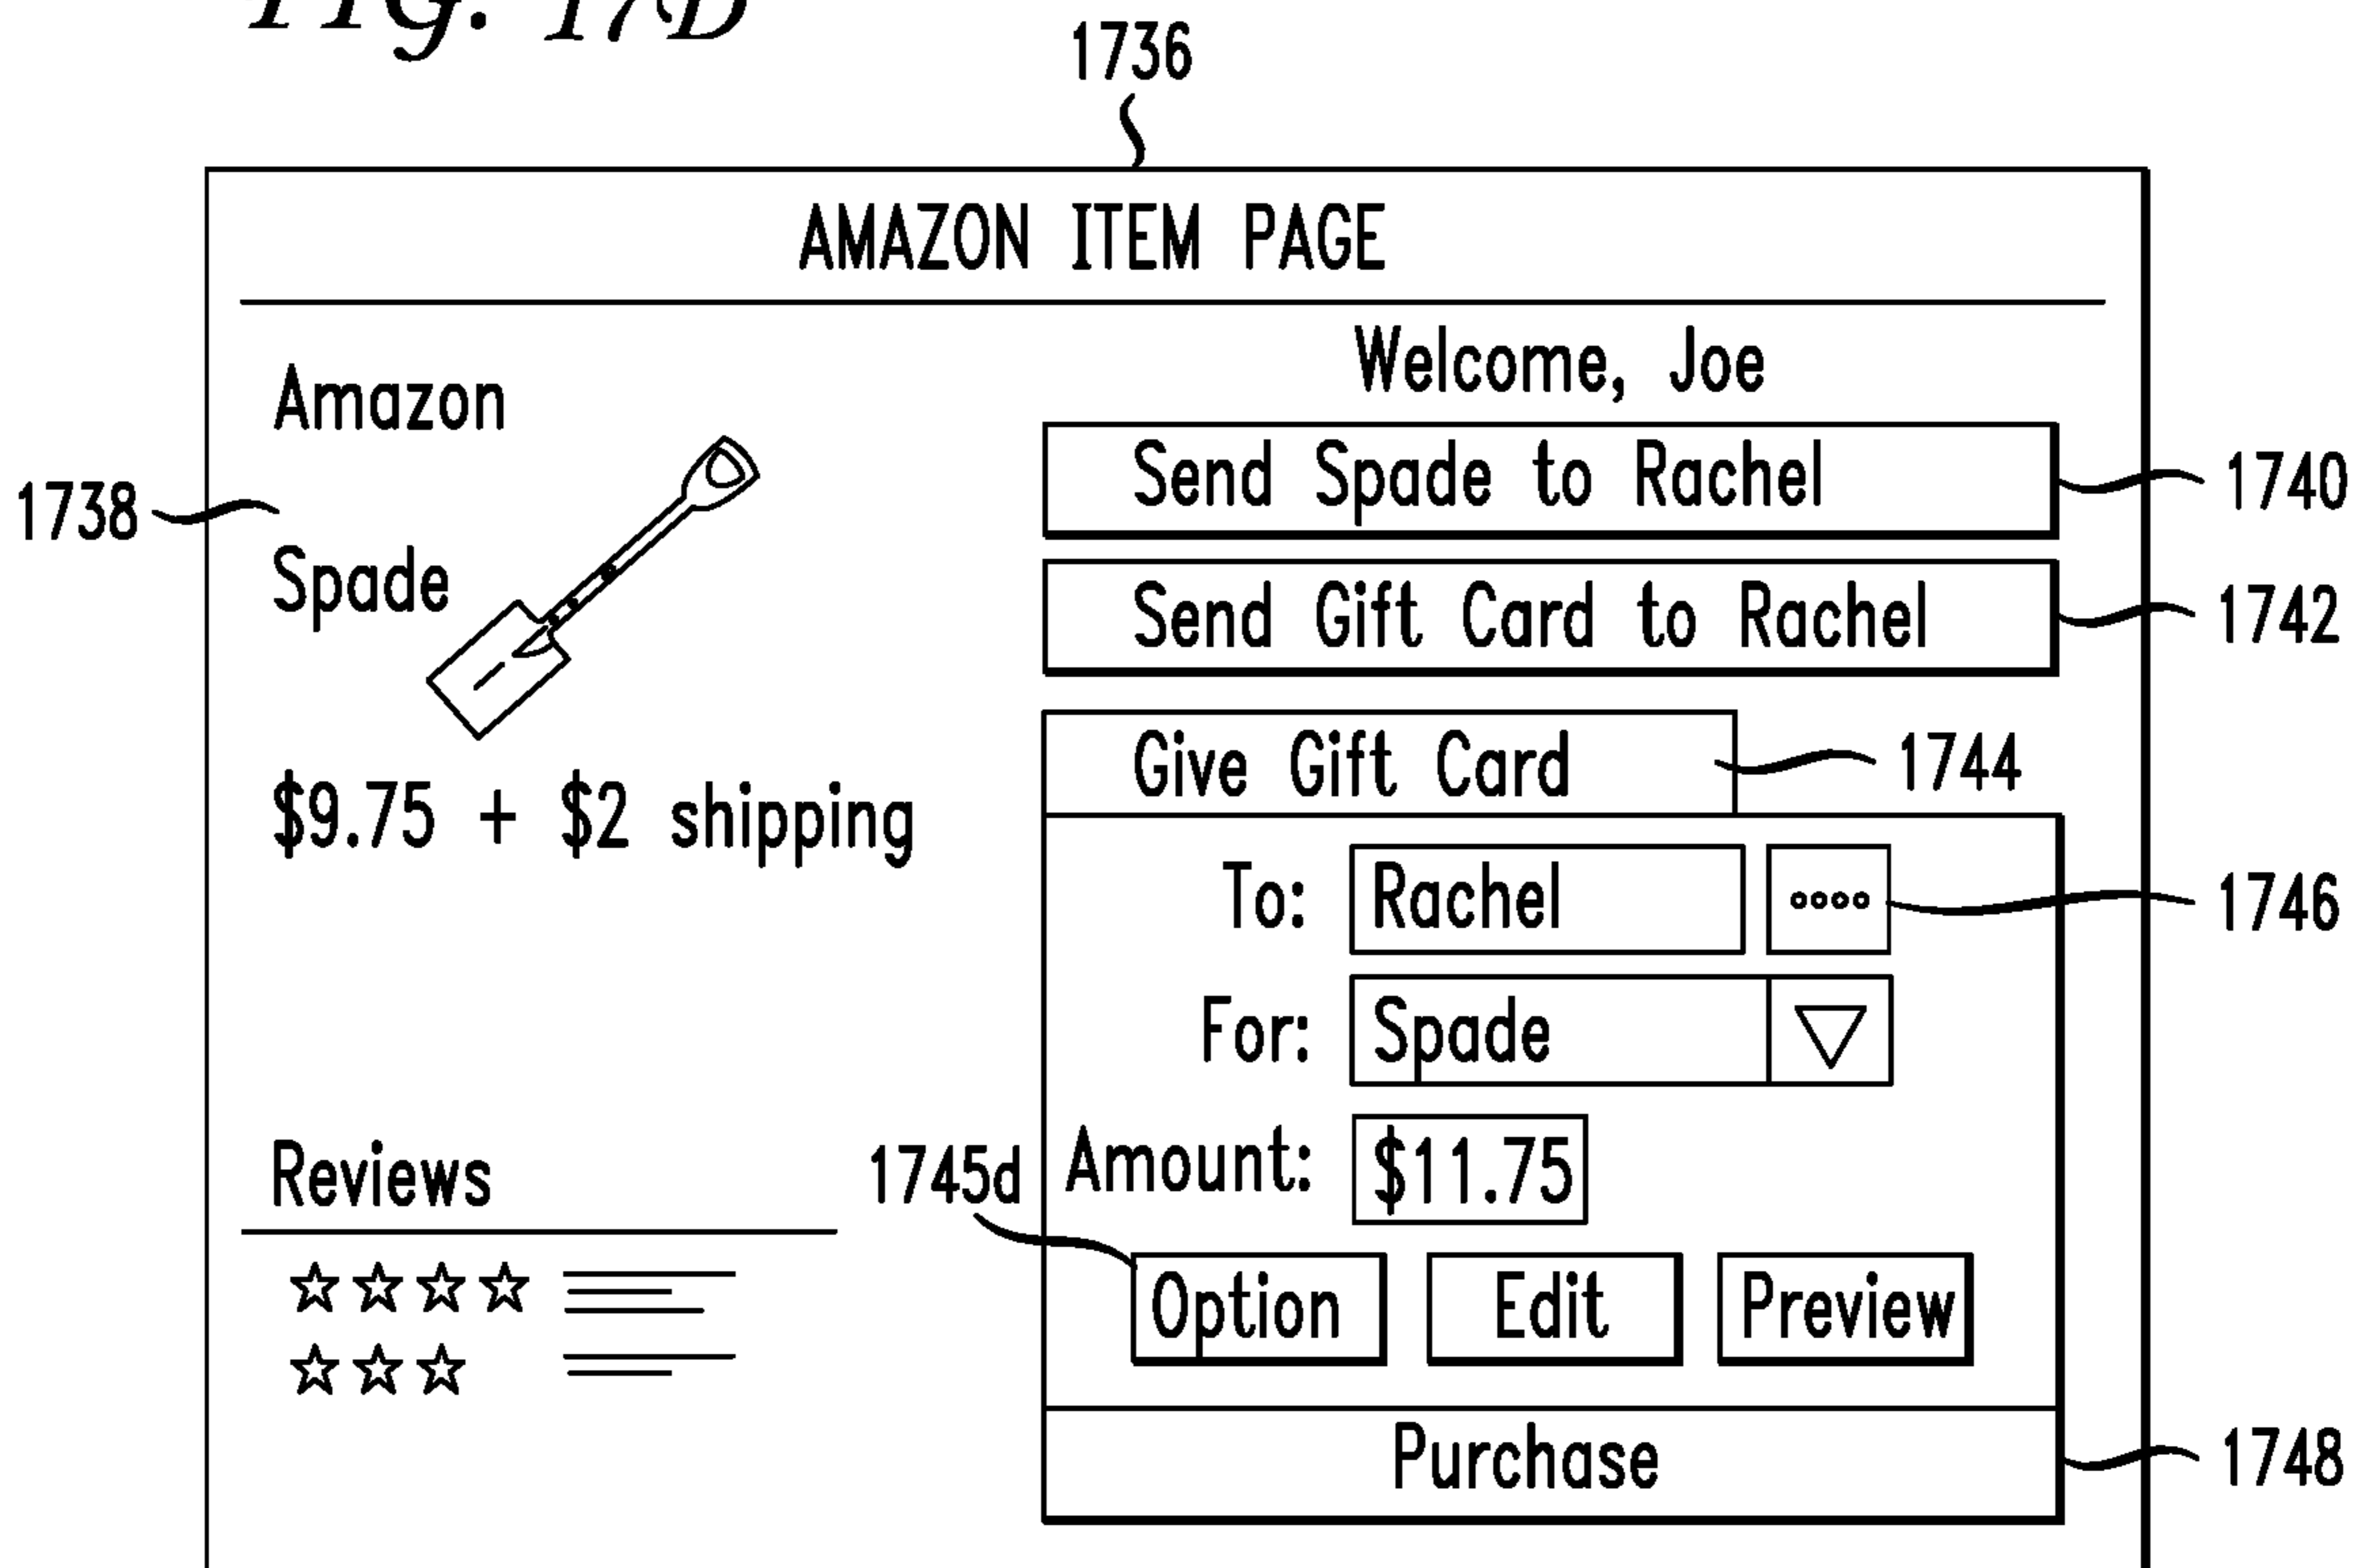 FIG. 17D
1736
AMAZON ITEM PAGE
Welcome, Joe
Amazon
Send Spade to Rachel
1740
1738
Spade
Send Gift Card to Rachel
1742
Give Gift Card
1744
$9.75 + $2 shipping
To: Rachel
1746
For: Spade
Amount: $11.75
Reviews
1745d
Option Edit Preview
Purchase
1748